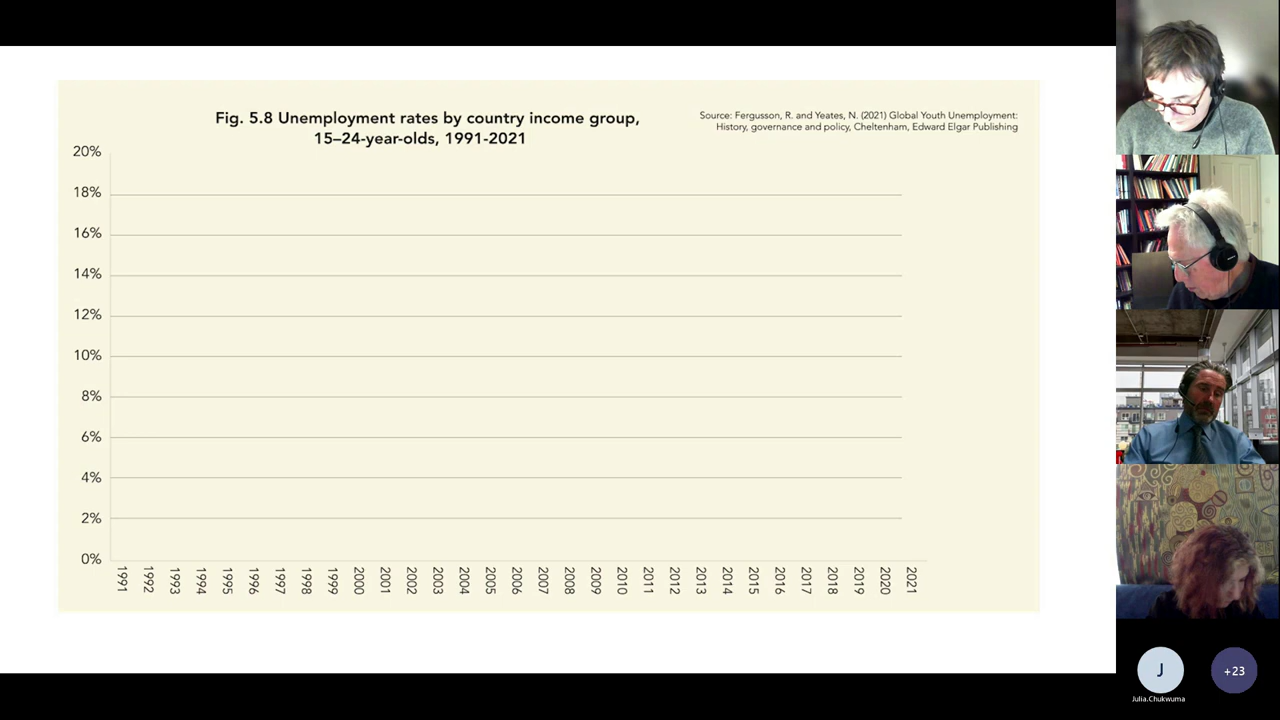 Fig. 5.8 Unemployment rates by country income group,
15–24-year-olds, 1991-2021
Source: Fergusson, R. and Yeates, N. (2021) Global Youth Unemployment:
History, governance and policy, Cheltenham, Edward Elgar Publishing
20%
18%
16%
14%
12%
10%
8%
6%
4%
2%
0%
1991 1992 1993 1994 1995 1996 1997 1998 1999 2000 2001 2002 2003 2004 2005 2006 2007 2008 2009 2010 2011 2012 2013 2014 2015 2016 2017 2018 2019 2020 2021
J
+23
Julia.Chukwuma